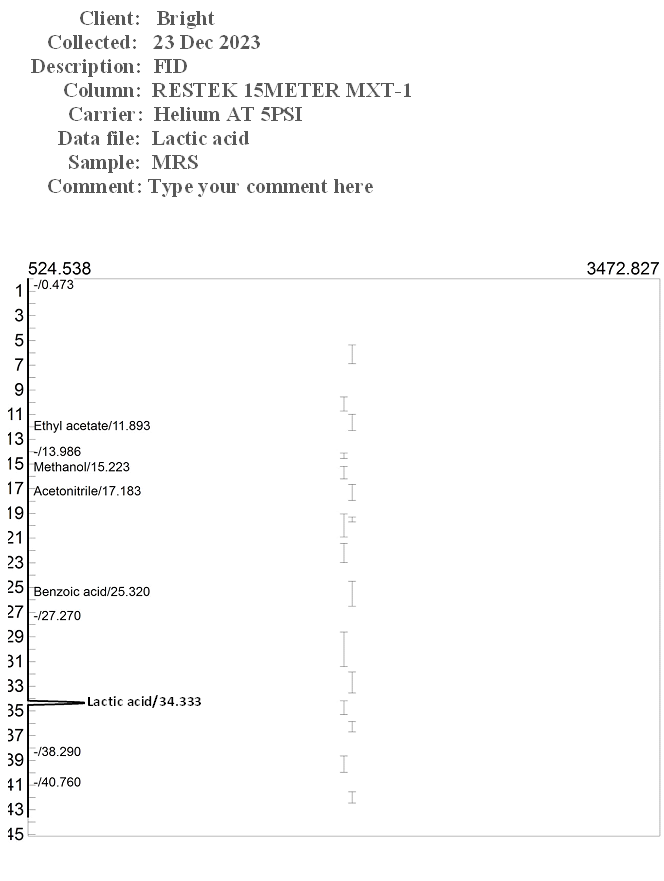 Client: Bright
Collected: 23 Dec 2023
Description: FID
Column: RESTEK 15METER MXT-1
Carrier: Helium AT 5PSI
Data file: Lactic acid
Sample: MRS
Comment: Type your comment here
524.538 3472.827
-/0.473
1
3
5
7
9
11
Ethyl acetate/11.893
13
-/13.986
15
Methanol/15.223
17
Acetonitrile/17.183
19
21
23
25
Benzoic acid/25.320
27
-/27.270
29
31
33
Lactic acid/34.333
35
37
-/38.290
39
-/40.760
41
43
45